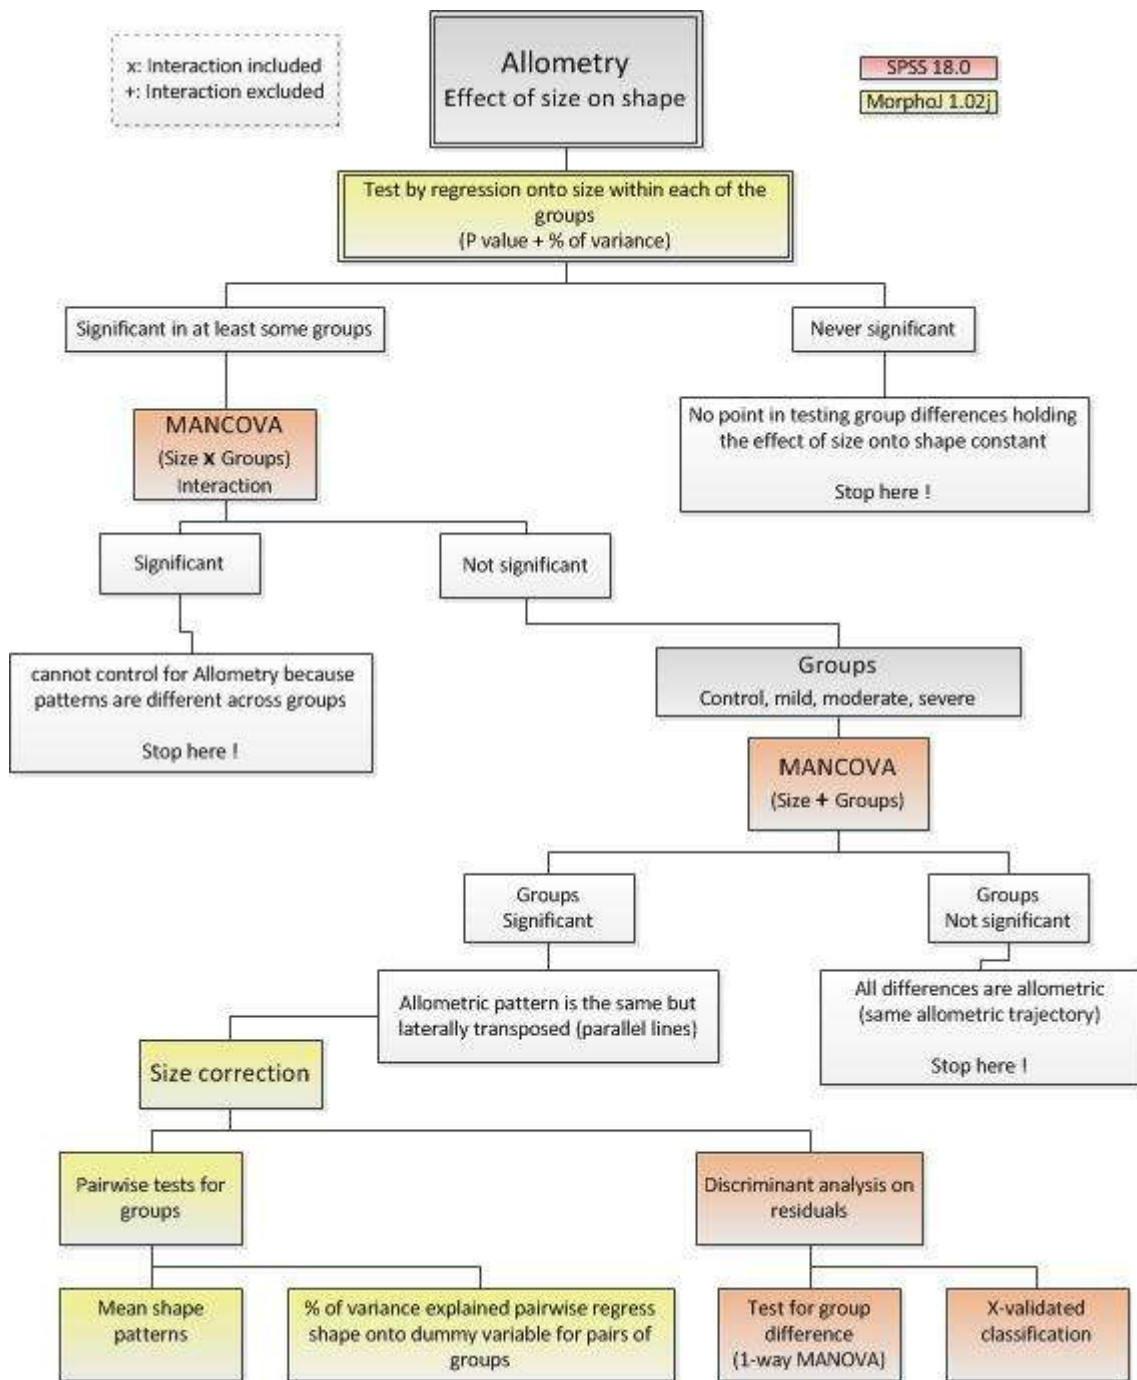 x: Interaction included
+: Interaction excluded
Allometry
Effect of size on shape
SPSS 18.0
MorphoJ 1.02j
Test by regression onto size within each of the
groups
(P value + % of variance)
Significant in at least some groups
Never significant
MANCOVA
(Size x Groups)
Interaction
No point in testing group differences holding
the effect of size onto shape constant
Stop here !
Significant
Not significant
cannot control for Allometry because
patterns are different across groups
Stop here !
Groups
Control, mild, moderate, severe
MANCOVA
(Size + Groups)
Groups
Significant
Groups
Not significant
Allometric pattern is the same but
laterally transposed (parallel lines)
All differences are allometric
(same allometric trajectory)
Stop here !
Size correction
Pairwise tests for
groups
Discriminant analysis on
residuals
Mean shape
patterns
% of variance explained pairwise regress
shape onto dummy variable for pairs of
groups
Test for group
difference
(1-way MANOVA)
X-validated
classification